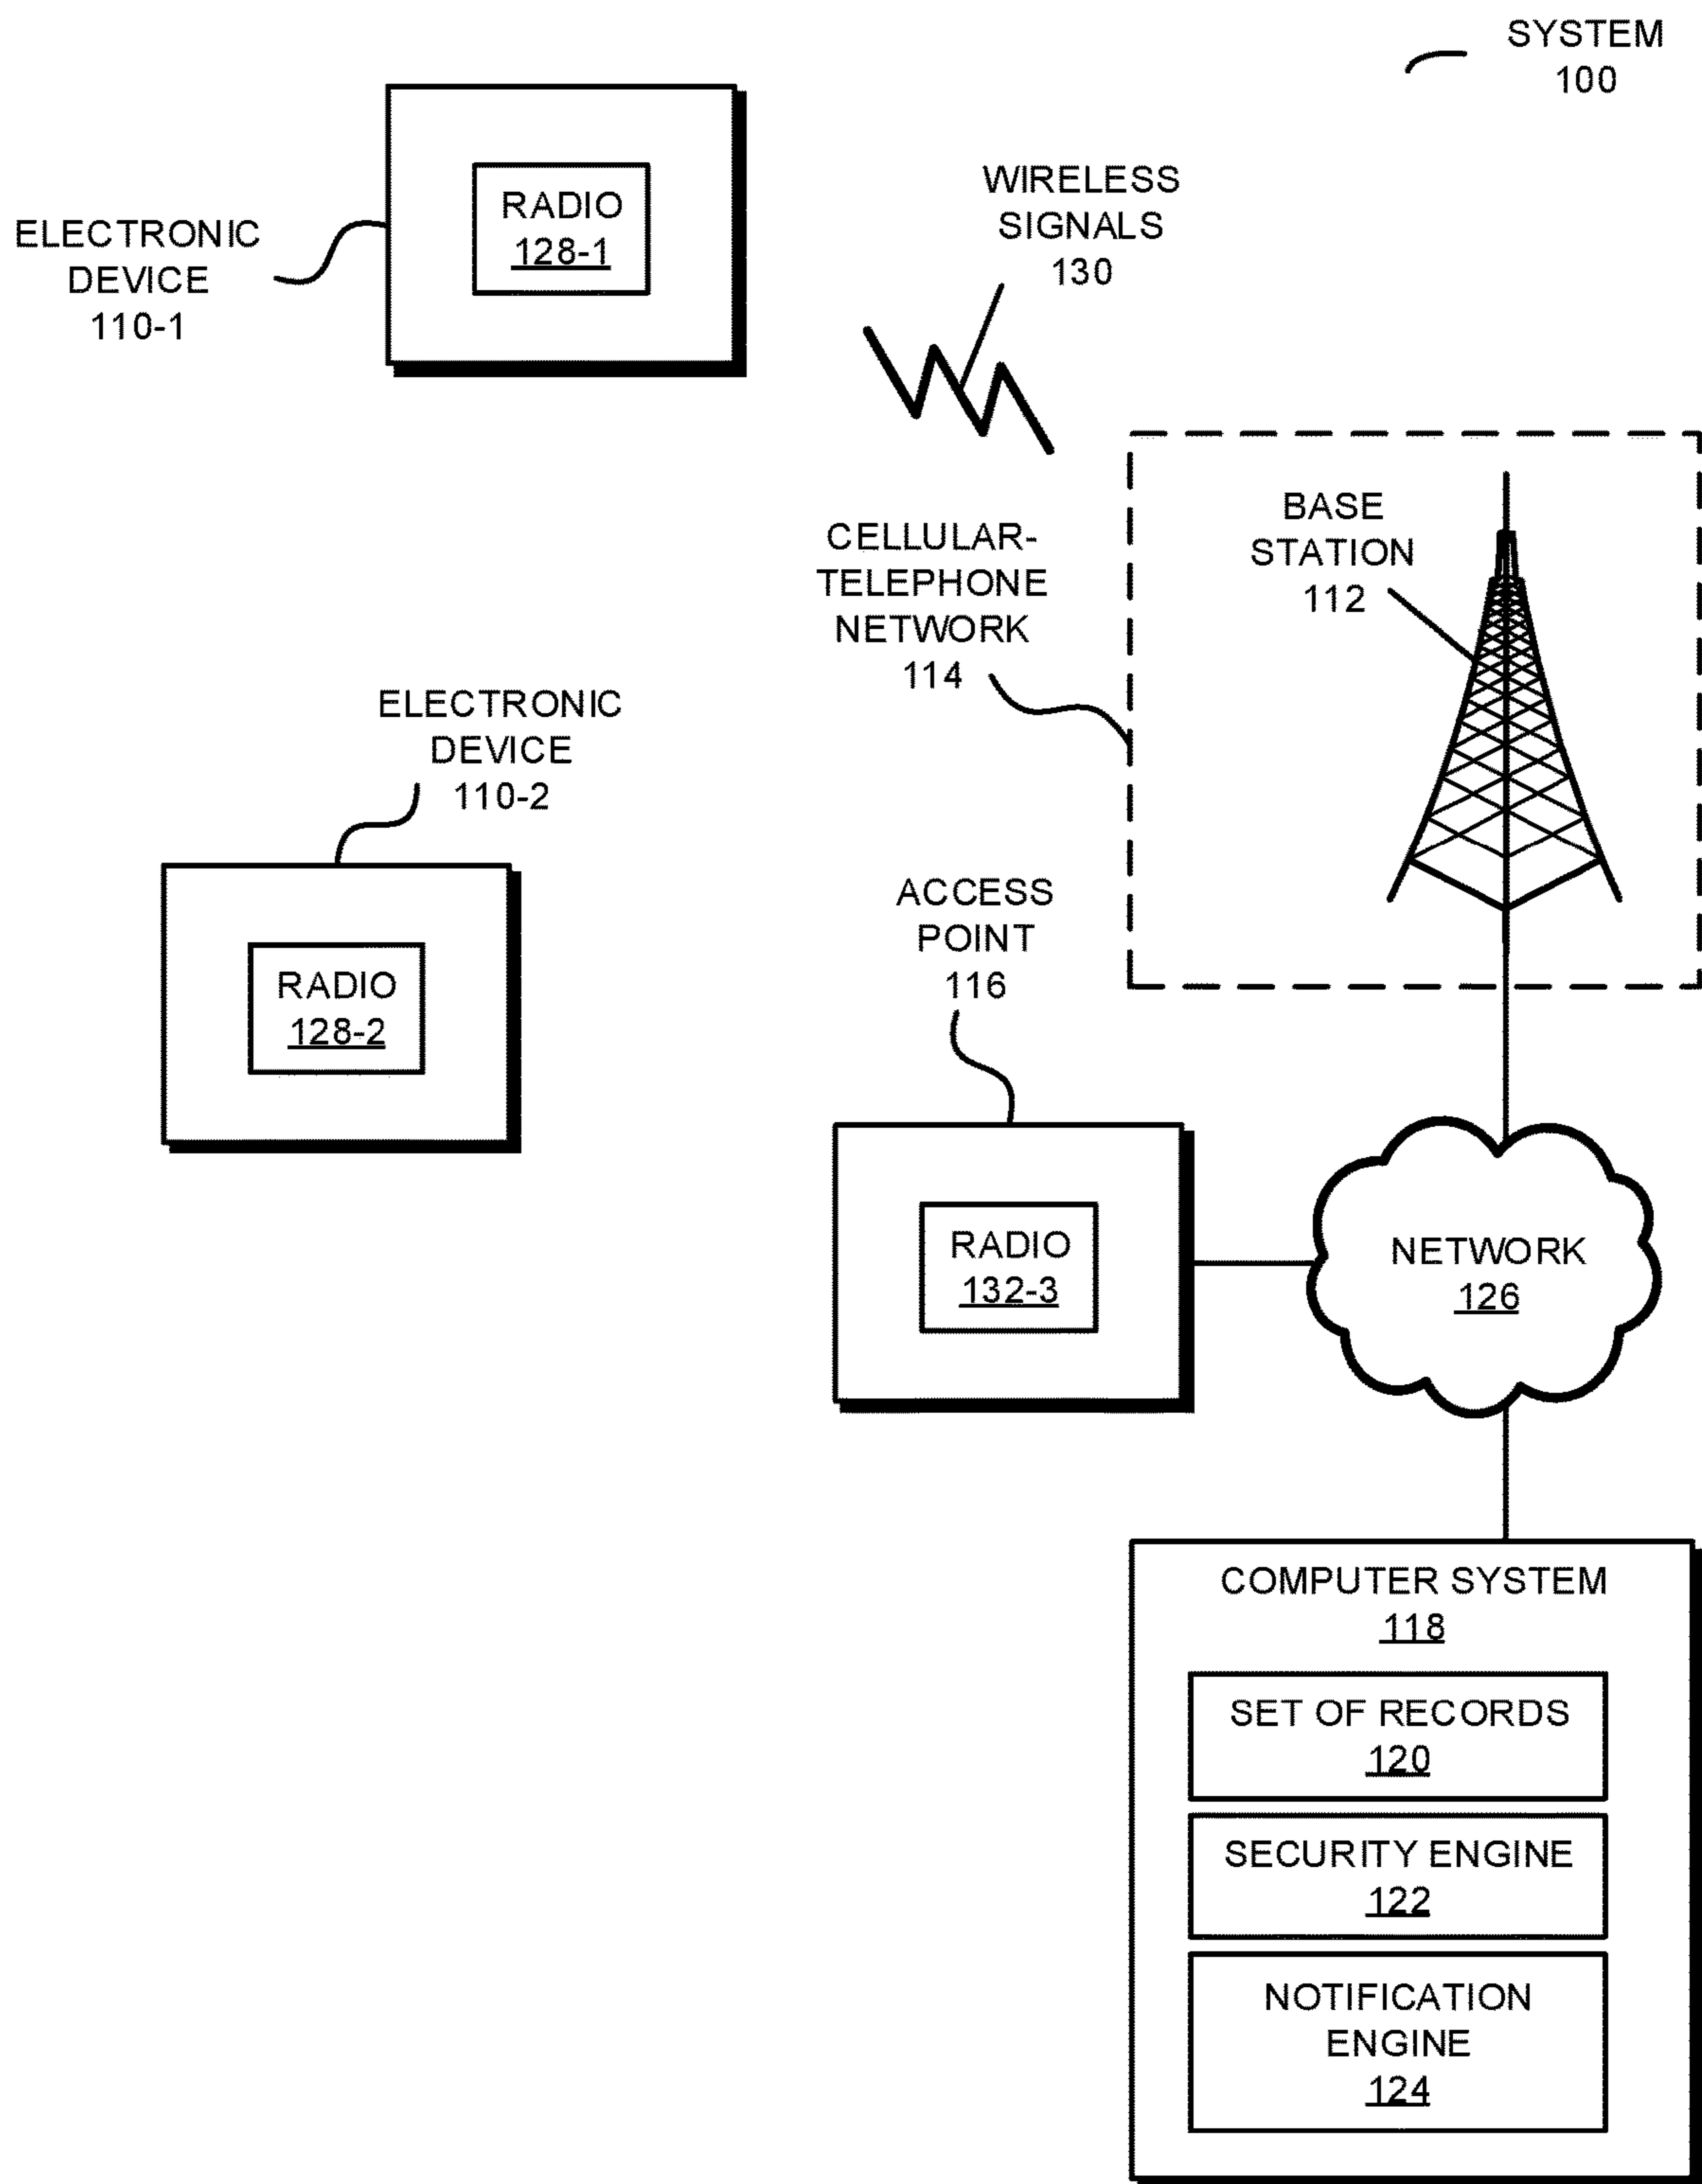 SYSTEM
100
RADIO
128-1
ELECTRONIC
DEVICE
110-1
WIRELESS
SIGNALS
130
BASE
STATION
112
CELLULAR-
TELEPHONE
NETWORK
114
ELECTRONIC
DEVICE
110-2
RADIO
128-2
ACCESS
POINT
116
RADIO
132-3
NETWORK
126
COMPUTER SYSTEM
118
SET OF RECORDS
120
SECURITY ENGINE
122
NOTIFICATION
ENGINE
124